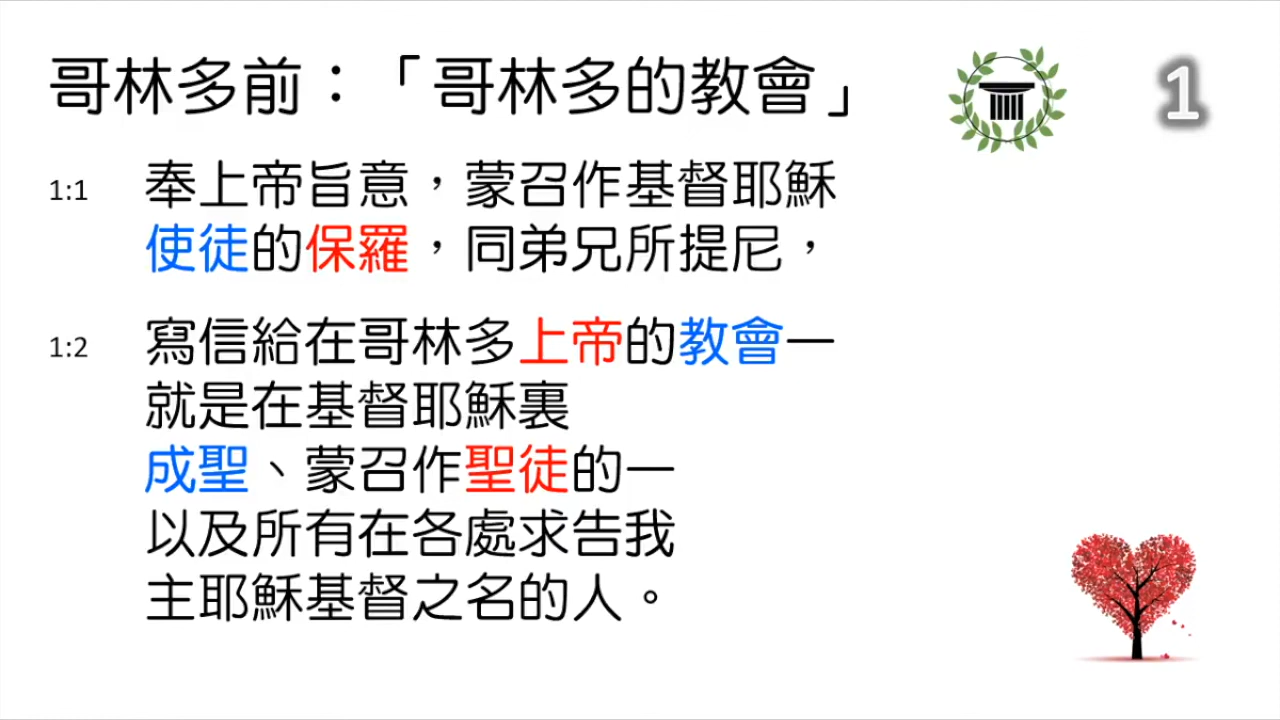 哥林多前：「哥林多的教會」
1
1:1 奉上帝旨意，蒙召作基督耶穌
使徒的保羅，同弟兄所提尼，
1:2 寫信給在哥林多上帝的教會一
就是在基督耶穌裏
成聖、蒙召作聖徒的一
以及所有在各處求告我
主耶穌基督之名的人。